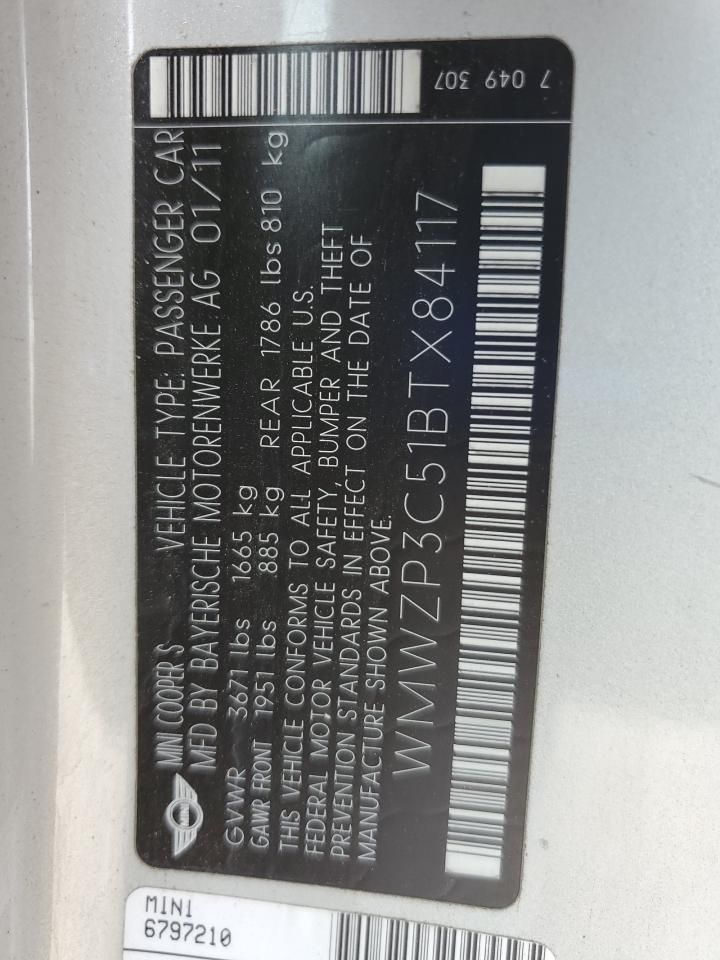 7 049 307
MINI
MINI COOPER S VEHICLE TYPE: PASSENGER CAR
MFD BY BAYERISCHE MOTORENWERKE AG 01/11
GVWR 3671 lbs 1665 kg
GAWR FRONT 1951 lbs 885 kg REAR 1786 lbs 810 kg
THIS VEHICLE CONFORMS TO ALL APPLICABLE U.S.
FEDERAL MOTOR VEHICLE SAFETY, BUMPER AND THEFT
PREVENTION STANDARDS IN EFFECT ON THE DATE OF
MANUFACTURE SHOWN ABOVE.
WMWZP3C51BTX84117
MINI
6797210